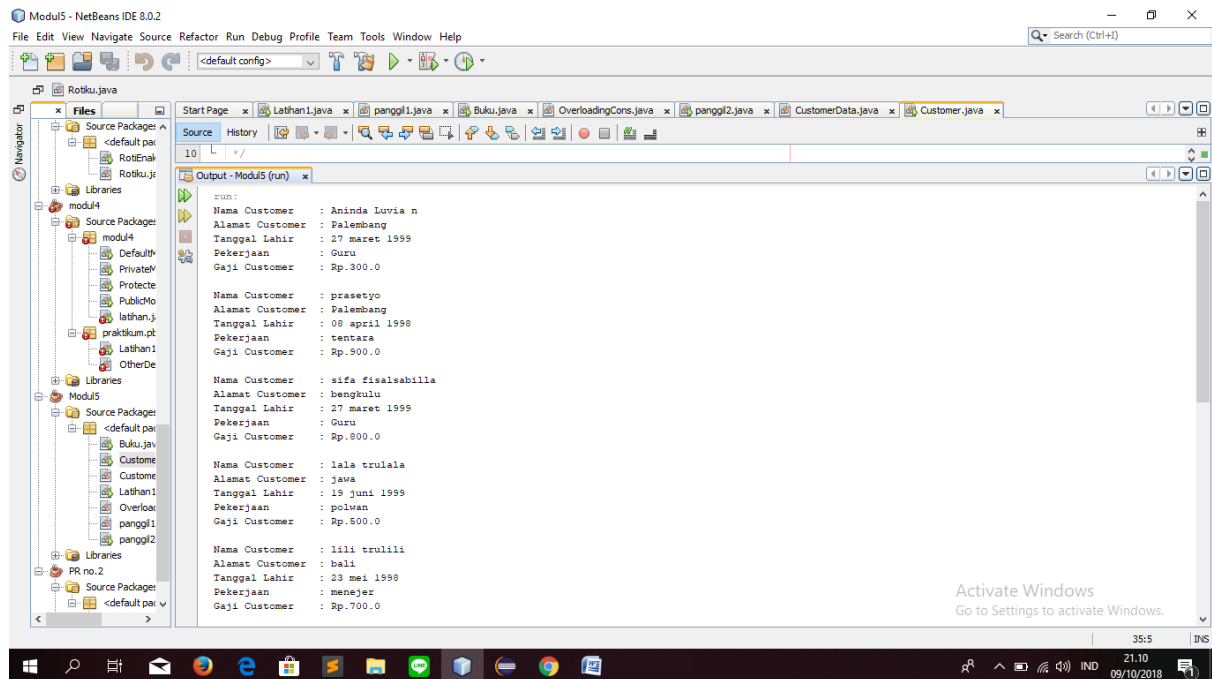 Modul5 - NetBeans IDE 8.0.2
File Edit View Navigate Source Refactor Run Debug Profile Team Tools Window Help
Search (Ctrl+I)
<default config>
Rotiku.java
Navigator
Files
Start Page Latihan1.java panggil1.java Buku.java OverloadingCons.java panggil2.java CustomerData.java Customer.java
Source History
10 */
Source Packages
<default pac
RotiEnak
Rotiku.ja
Libraries
modul4
Source Packages
modul4
DefaultM
PrivateM
Protecte
PublicMo
latihan.j
praktikum.pb
Latihan1
OtherDe
Libraries
Modul5
Source Packages
<default pac
Buku.jav
Custome
Custome
Latihan1
Overload
panggil1
panggil2
Libraries
PR no.2
Source Packages
<default pac
Output - Modul5 (run)
run:
Nama Customer : Aninda Luvia n
Alamat Customer : Palembang
Tanggal Lahir : 27 maret 1999
Pekerjaan : Guru
Gaji Customer : Rp.300.0
Nama Customer : prasetyo
Alamat Customer : Palembang
Tanggal Lahir : 08 april 1998
Pekerjaan : tentara
Gaji Customer : Rp.900.0
Nama Customer : sifa fisalsabilla
Alamat Customer : bengkulu
Tanggal Lahir : 27 maret 1999
Pekerjaan : Guru
Gaji Customer : Rp.800.0
Nama Customer : lala trulala
Alamat Customer : jawa
Tanggal Lahir : 19 juni 1999
Pekerjaan : polwan
Gaji Customer : Rp.500.0
Nama Customer : lili trulili
Alamat Customer : bali
Tanggal Lahir : 23 mei 1998
Pekerjaan : menejer
Gaji Customer : Rp.700.0
Activate Windows
Go to Settings to activate Windows.
35:5 INS
IND
21.10
09/10/2018